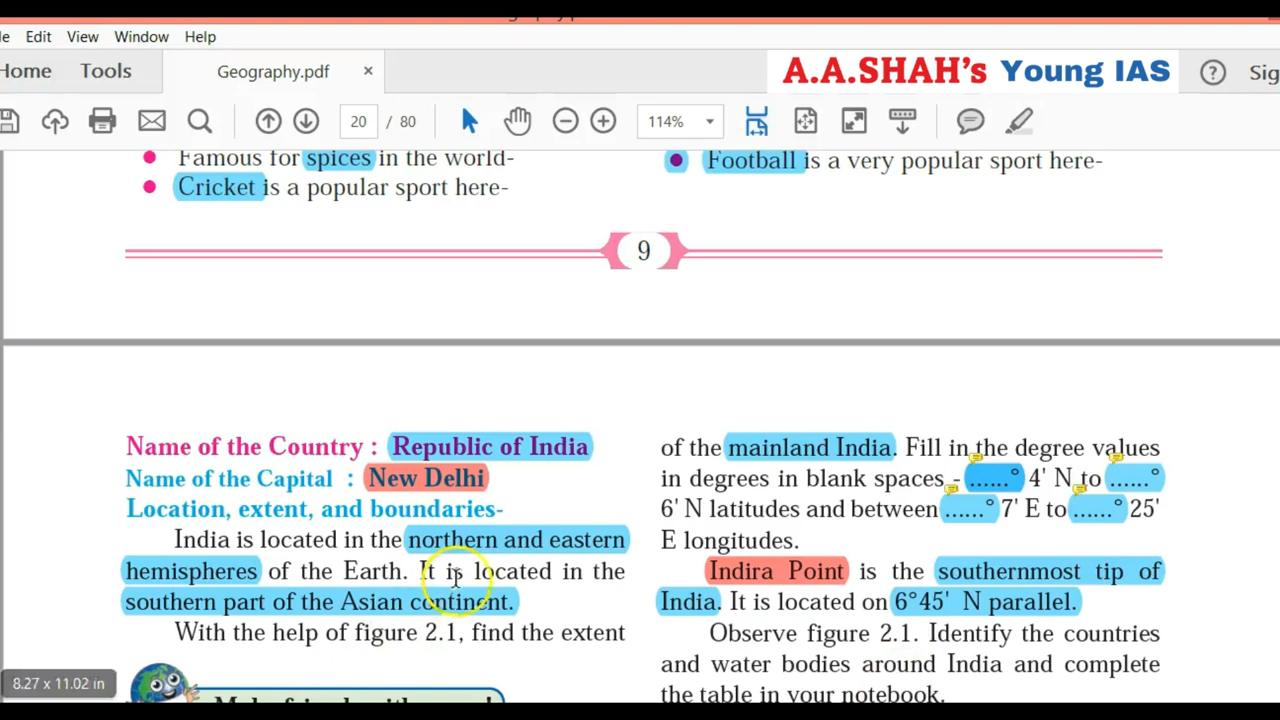 le Edit View Window Help
Home Tools Geography.pdf ×
A.A.SHAH's Young IAS
? Sig
20 / 80 114%
Famous for spices in the world-
Cricket is a popular sport here-
Football is a very popular sport here-
9
Name of the Country : Republic of India
Name of the Capital : New Delhi
Location, extent, and boundaries-
India is located in the northern and eastern
hemispheres of the Earth. It is located in the
southern part of the Asian continent.
With the help of figure 2.1, find the extent
of the mainland India. Fill in the degree values
in degrees in blank spaces - ......° 4' N to ......°
6' N latitudes and between ......° 7' E to ......° 25'
E longitudes.
Indira Point is the southernmost tip of
India. It is located on 6°45' N parallel.
Observe figure 2.1. Identify the countries
and water bodies around India and complete
the table in your notebook.
8.27 x 11.02 in